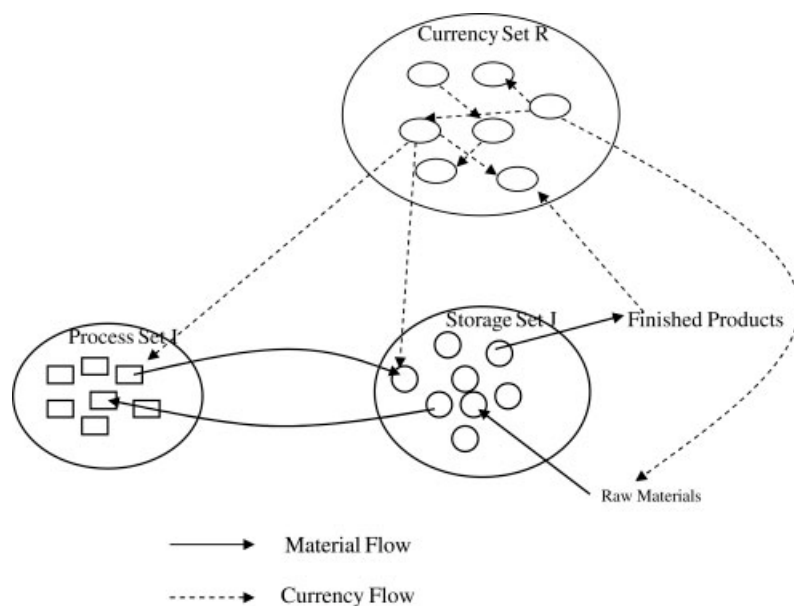 Currency Set R
Process Set I
Storage Set J
Finished Products
Raw Materials
Material Flow
Currency Flow